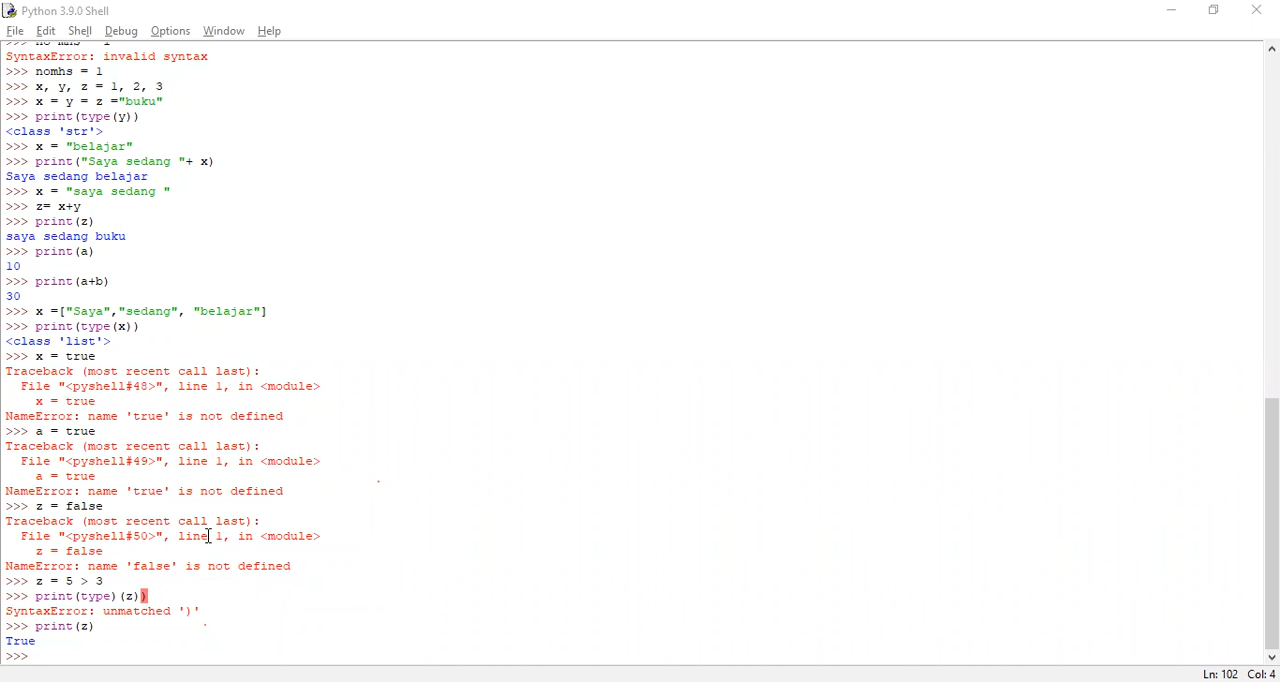 Python 3.9.0 Shell
File Edit Shell Debug Options Window Help
SyntaxError: invalid syntax
>>> nomhs = 1
>>> x, y, z = 1, 2, 3
>>> x = y = z ="buku"
>>> print(type(y))
<class 'str'>
>>> x = "belajar"
>>> print("Saya sedang "+ x)
Saya sedang belajar
>>> x = "saya sedang "
>>> z= x+y
>>> print(z)
saya sedang buku
>>> print(a)
10
>>> print(a+b)
30
>>> x =["Saya","sedang", "belajar"]
>>> print(type(x))
<class 'list'>
>>> x = true
Traceback (most recent call last):
  File "<pyshell#48>", line 1, in <module>
    x = true
NameError: name 'true' is not defined
>>> a = true
Traceback (most recent call last):
  File "<pyshell#49>", line 1, in <module>
    a = true
NameError: name 'true' is not defined
>>> z = false
Traceback (most recent call last):
  File "<pyshell#50>", line 1, in <module>
    z = false
NameError: name 'false' is not defined
>>> z = 5 > 3
>>> print(type)(z))
SyntaxError: unmatched ')'
>>> print(z)
True
>>>
Ln: 102 Col: 4